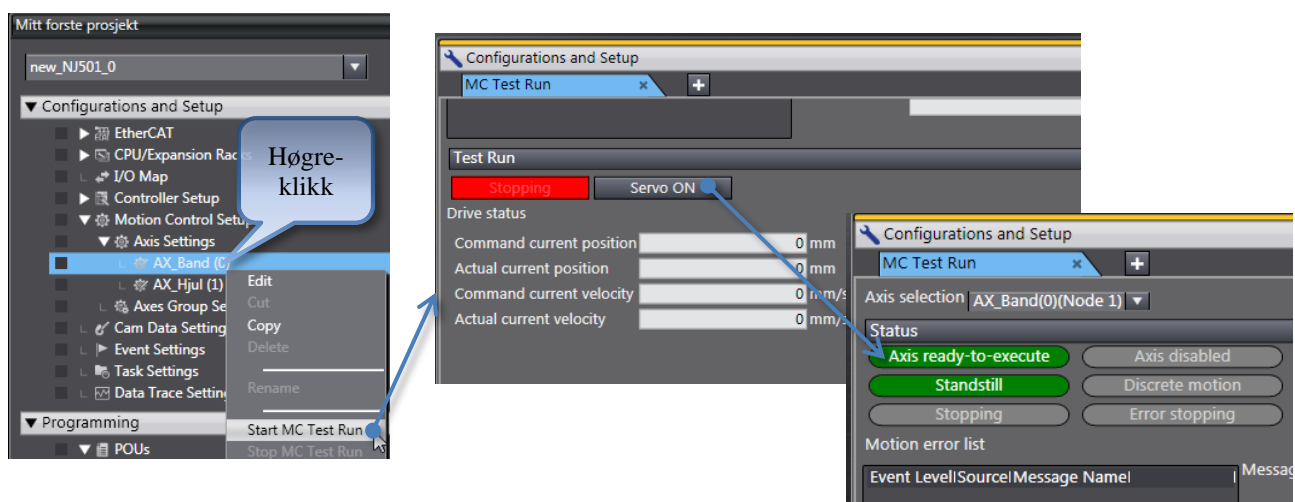 Mitt forste prosjekt
new_NJ501_0
Configurations and Setup
EtherCAT
CPU/Expansion Racks
I/O Map
Controller Setup
Motion Control Setup
Axis Settings
AX_Band (0)
AX_Hjul (1)
Axes Group Se
Cam Data Setting
Event Settings
Task Settings
Data Trace Settin
Programming
POUs
Høgre-
klikk
Edit
Cut
Copy
Delete
Rename
Start MC Test Run
Stop MC Test Run
Configurations and Setup
MC Test Run
Test Run
Stopping
Servo ON
Drive status
Command current position 0 mm
Actual current position 0 mm
Command current velocity 0 mm/s
Actual current velocity 0 mm/s
Configurations and Setup
MC Test Run
Axis selection AX_Band(0)(Node 1)
Status
Axis ready-to-execute Axis disabled
Standstill Discrete motion
Stopping Error stopping
Motion error list
Event Level|Source|Message Name| | Messag